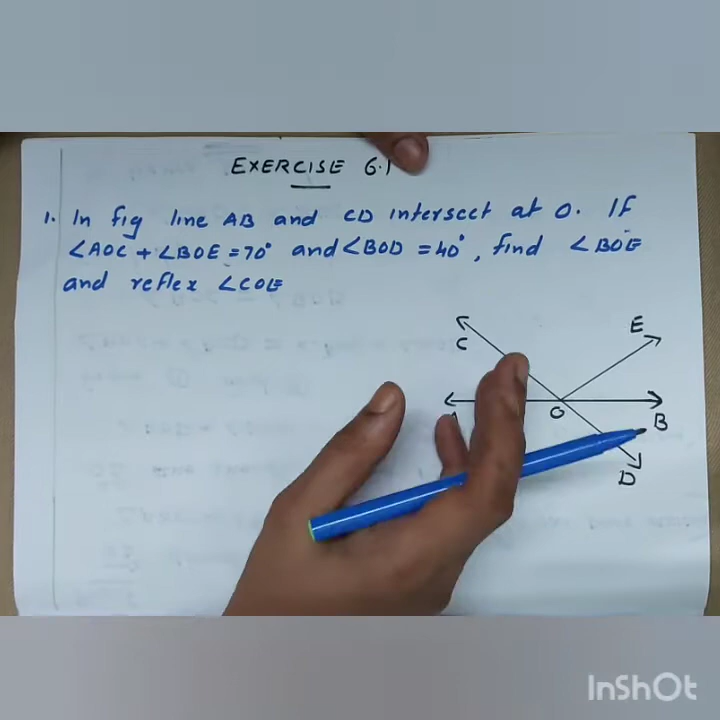 EXERCISE 6.1
1. In fig line AB and CD intersect at O. If
∠AOC + ∠BOE = 70° and ∠BOD = 40°, find ∠BOE
and reflex ∠COE
E
C
O
B
D
InShOt